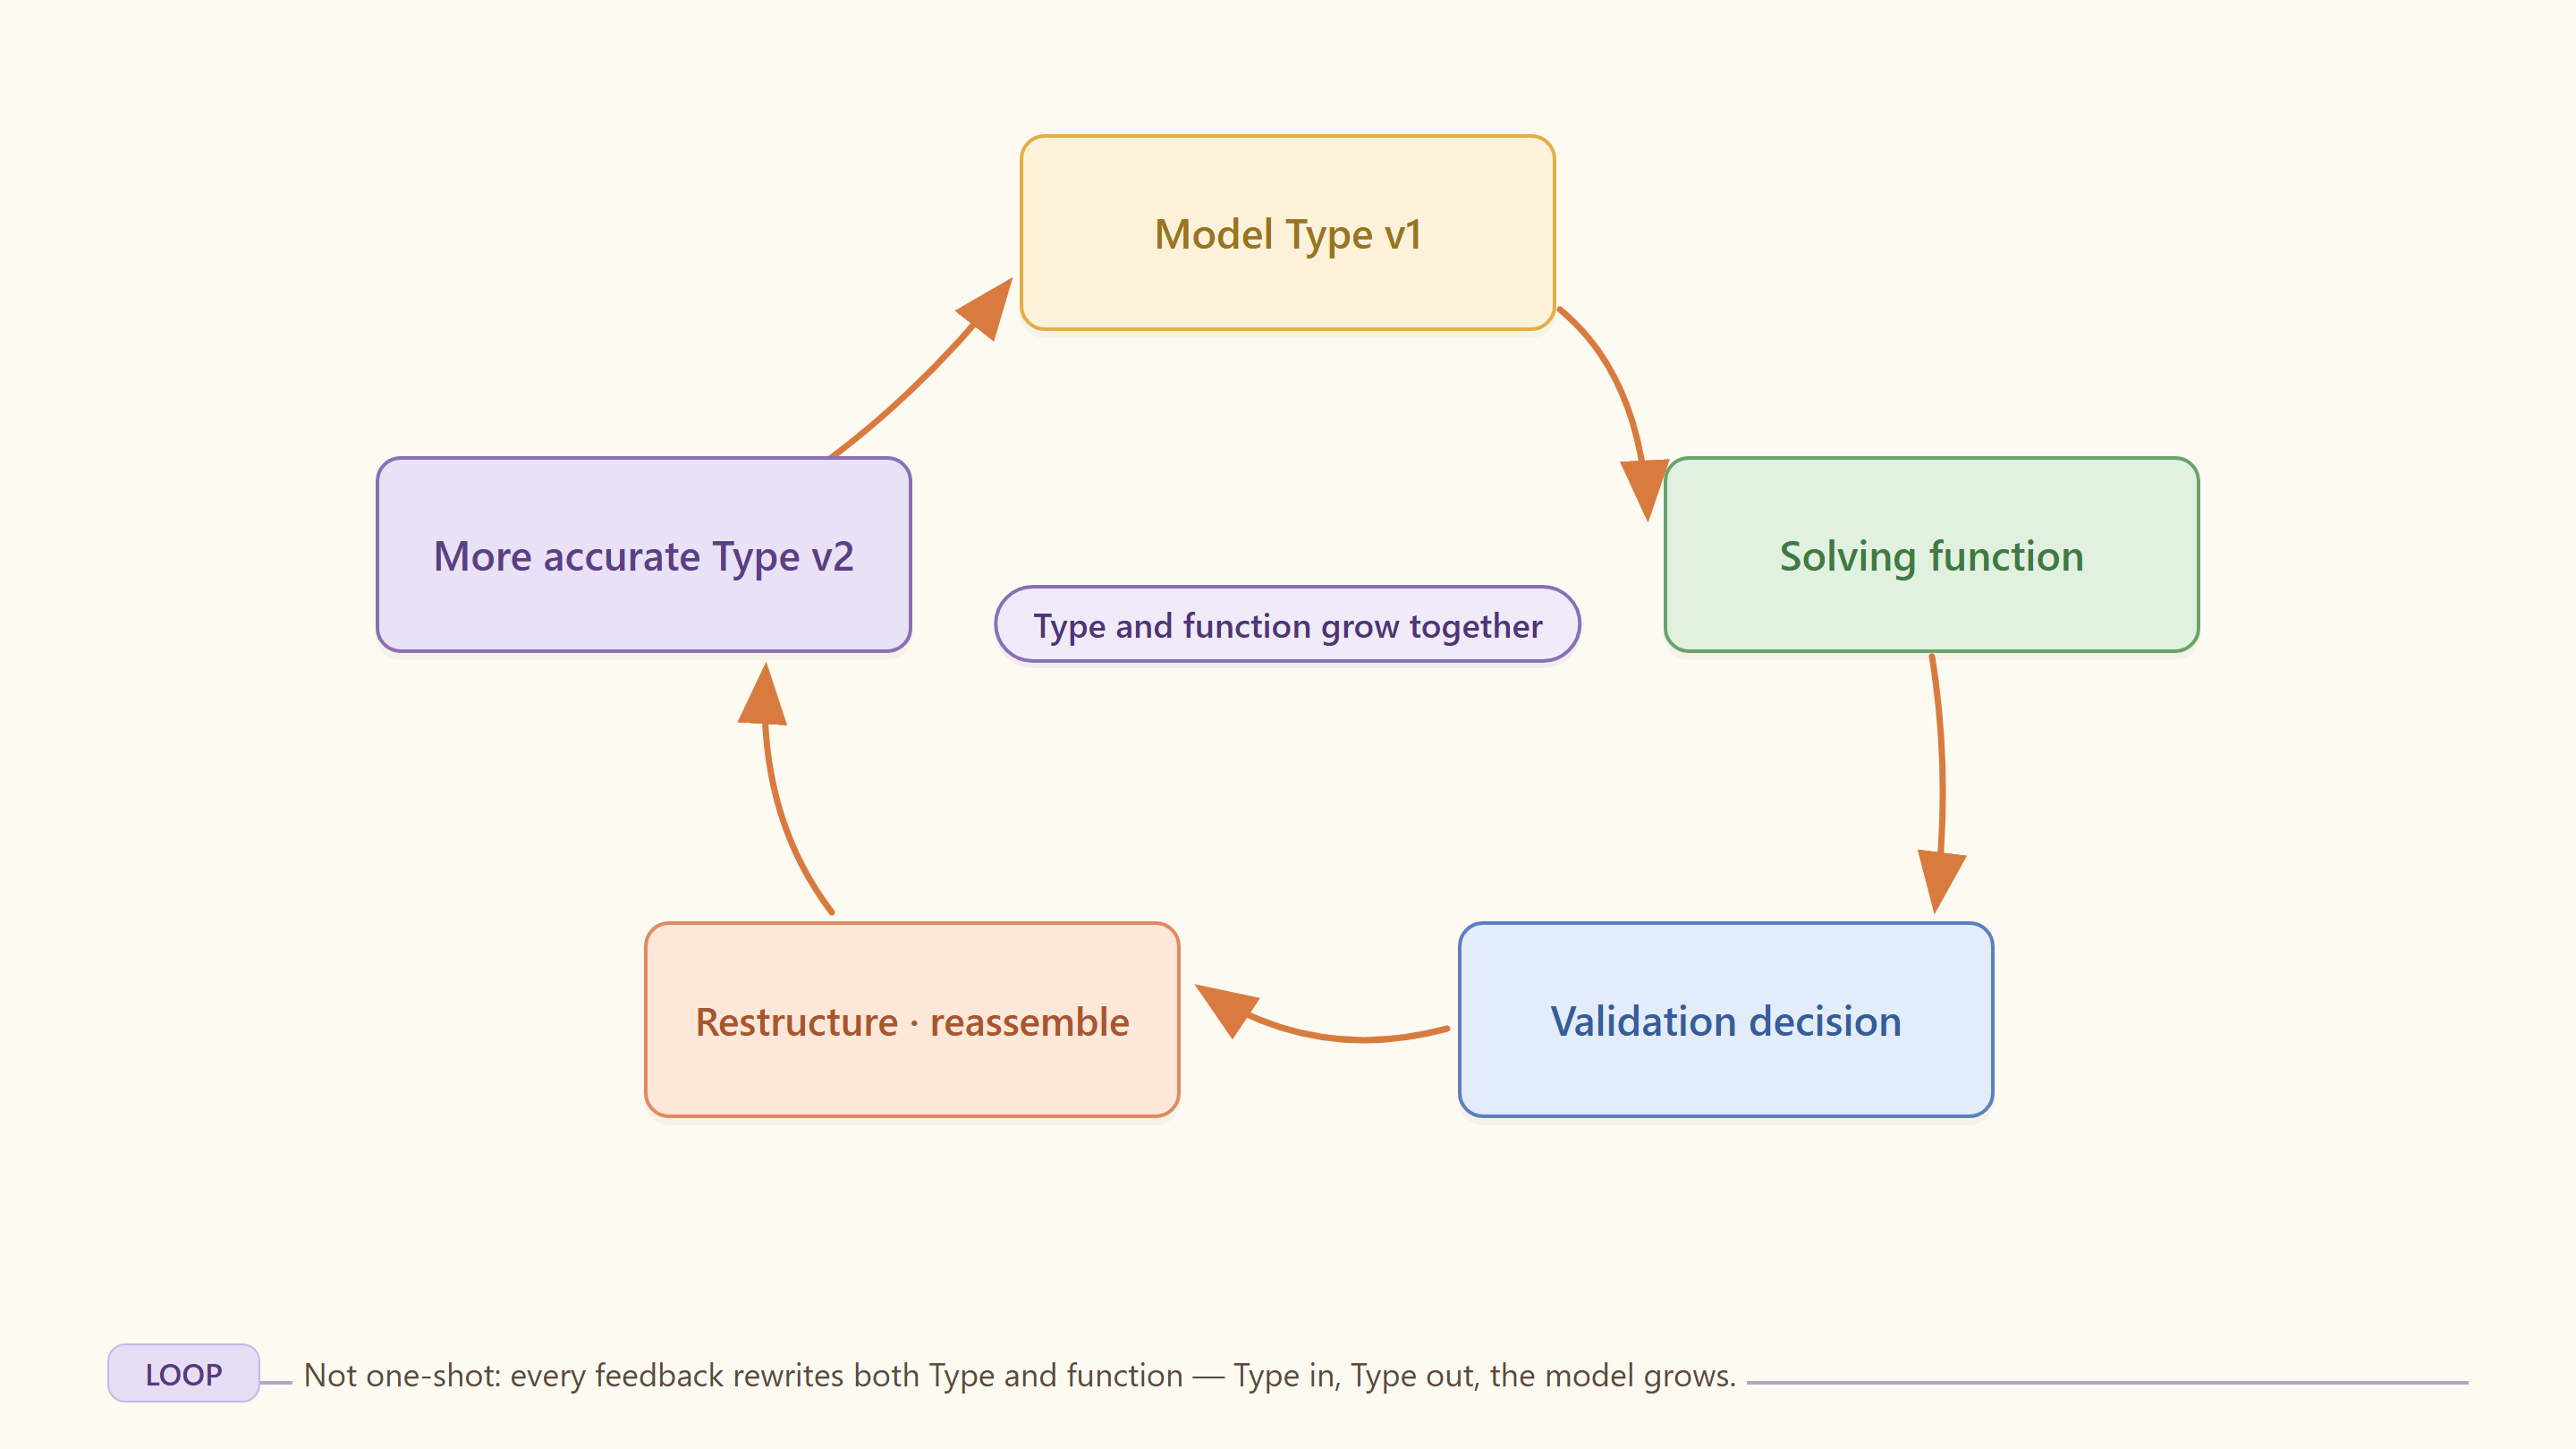 Model Type v1
More accurate Type v2
Solving function
Type and function grow together
Restructure · reassemble
Validation decision
LOOP
Not one-shot: every feedback rewrites both Type and function — Type in, Type out, the model grows.